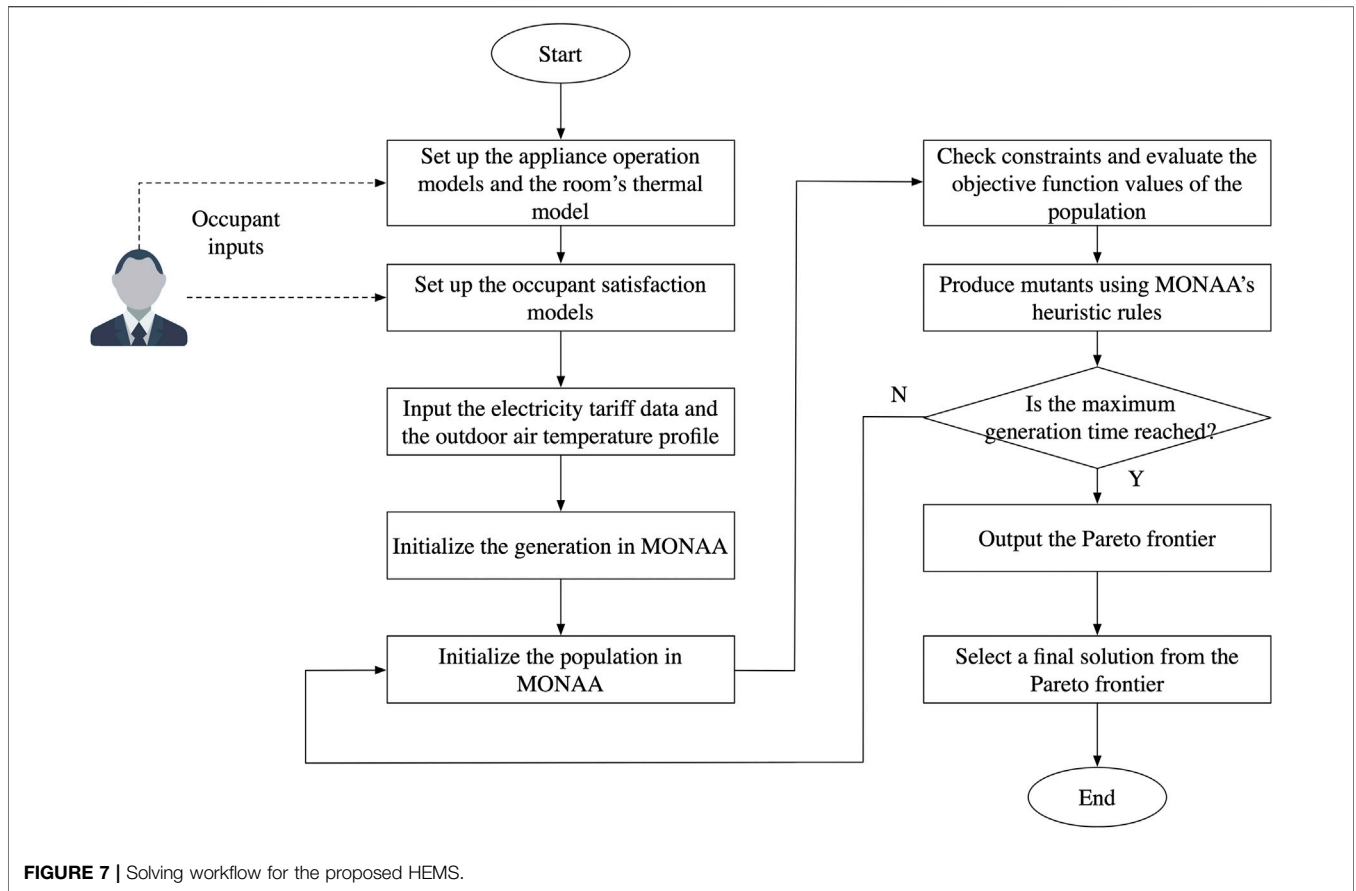 Start
Set up the appliance operation
models and the room's thermal
model
Occupant
inputs
Set up the occupant satisfaction
models
Input the electricity tariff data and
the outdoor air temperature profile
Initialize the generation in MONAA
Initialize the population in
MONAA
Check constraints and evaluate the
objective function values of the
population
Produce mutants using MONAA's
heuristic rules
N
Is the maximum
generation time reached?
Y
Output the Pareto frontier
Select a final solution from the
Pareto frontier
End
FIGURE 7 | Solving workflow for the proposed HEMS.